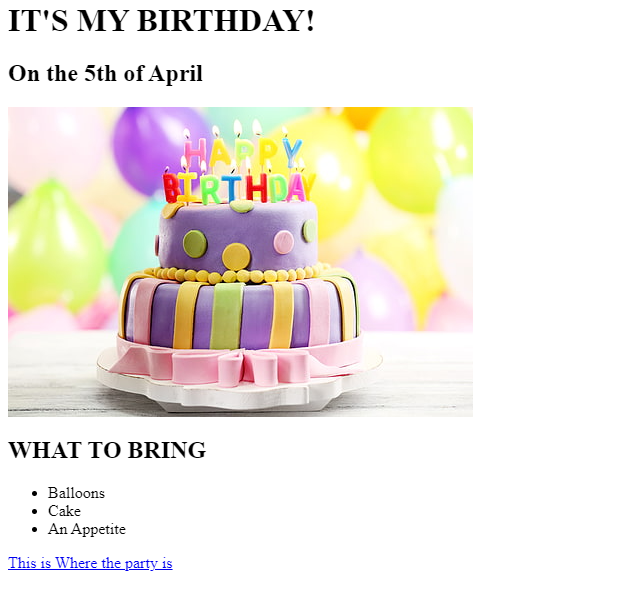 IT'S MY BIRTHDAY!
On the 5th of April
HAPPY
BIRTHDAY
WHAT TO BRING
Balloons
Cake
An Appetite
This is Where the party is